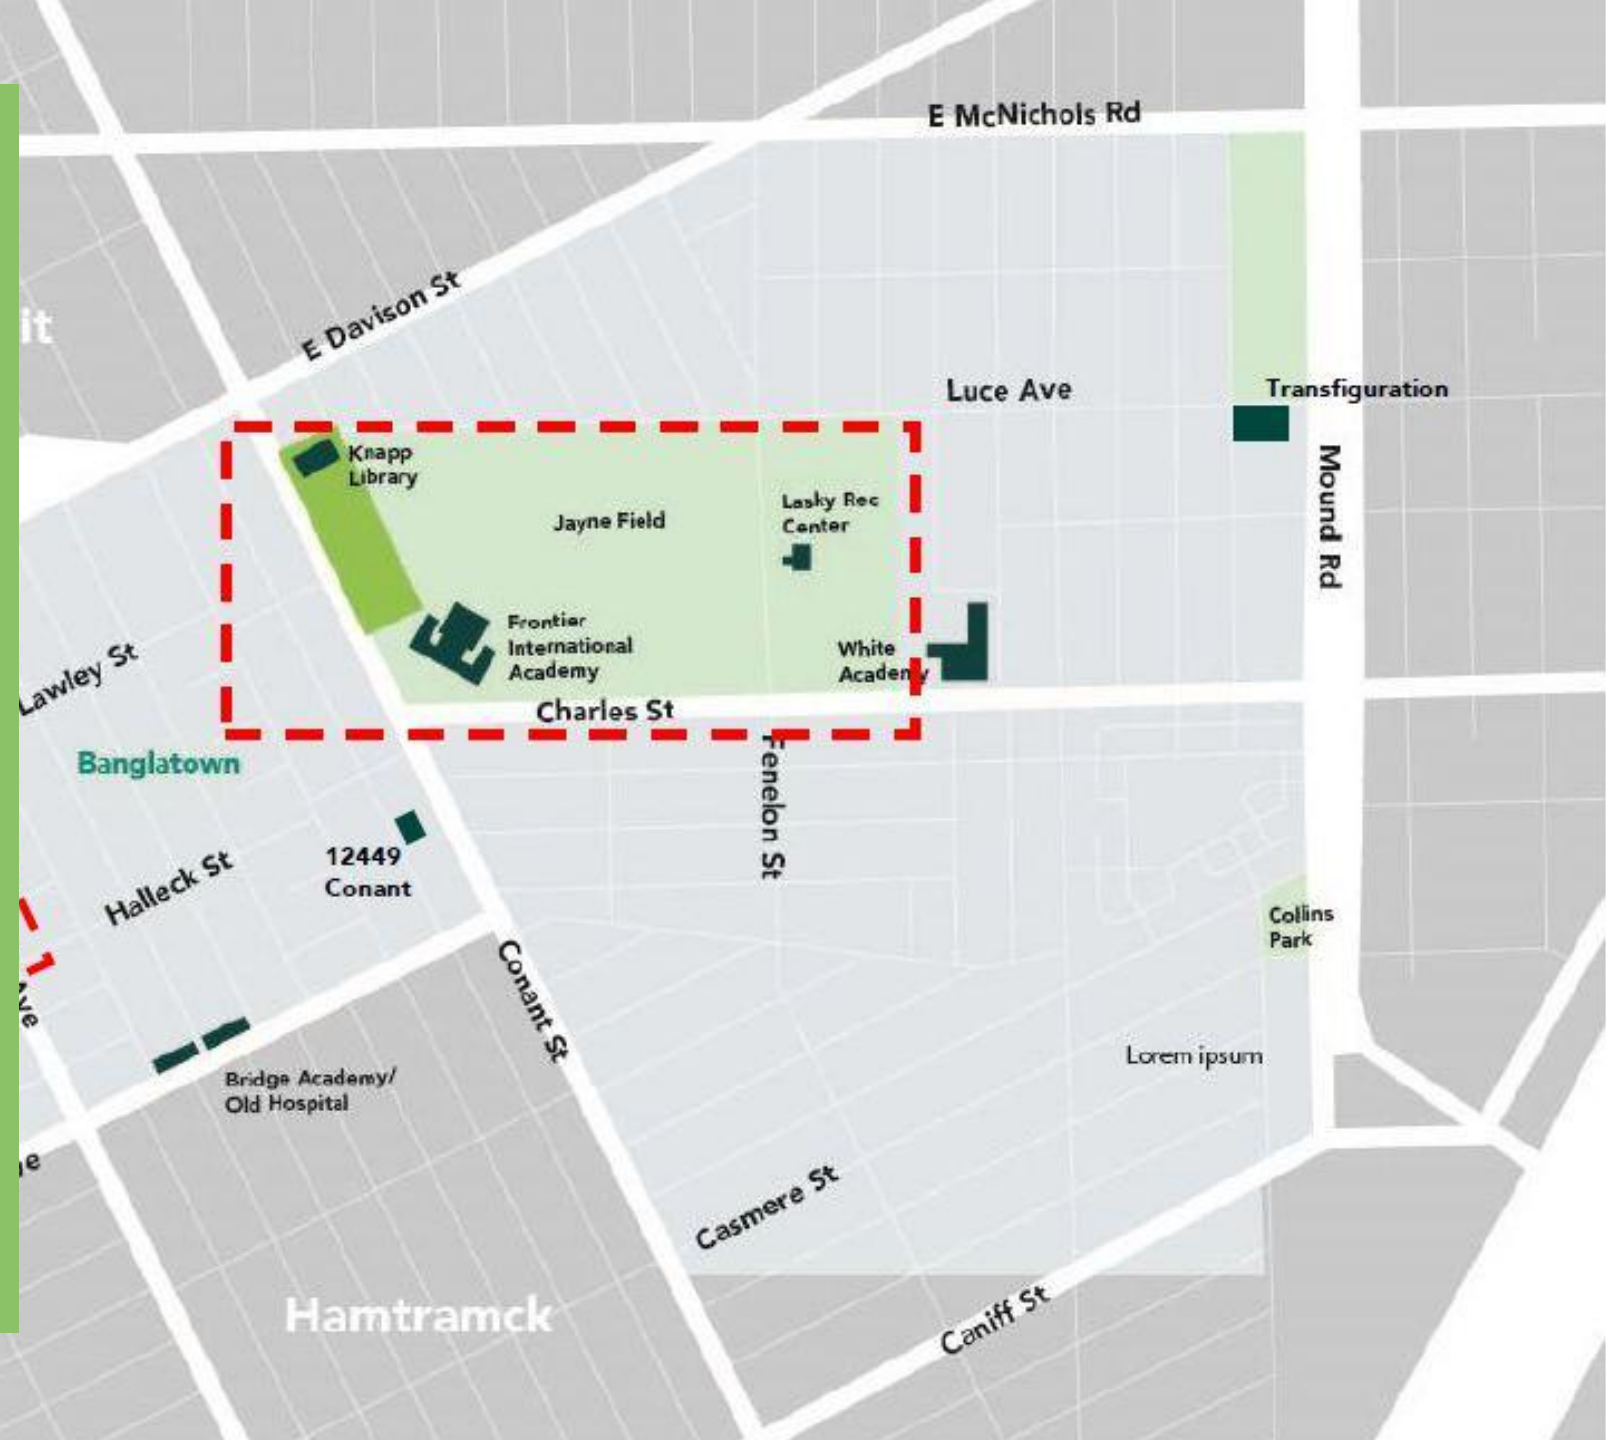 E McNichols Rd
E Davison St
it
Luce Ave
Transfiguration
Knapp
Library
Mound Rd
Lasky Rec
Center
Jayne Field
Frontier
International
Academy
White
Academy
Lawley St
Charles St
Banglatown
Fenelon St
12449
Conant
Halleck St
Collins
Park
Conant St
Ave
Lorem ipsum
Bridge Academy/
Old Hospital
Casmere St
Hamtramck
Caniff St